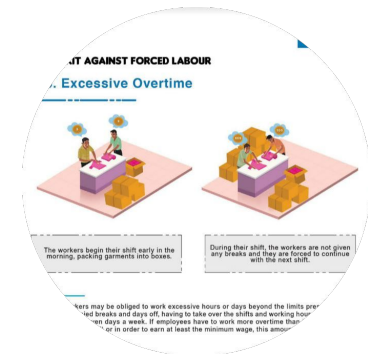 IT AGAINST FORCED LABOUR
. Excessive Overtime
The workers begin their shift early in the
morning, packing garments into boxes.
During their shift, the workers are not given
any breaks and they are forced to continue
with the next shift.
kers may be obliged to work excessive hours or days beyond the limits pre
ied breaks and days off, having to take over the shifts and working hou
en days a week. If employees have to work more overtime than
or in order to earn at least the minimum wage, this amou